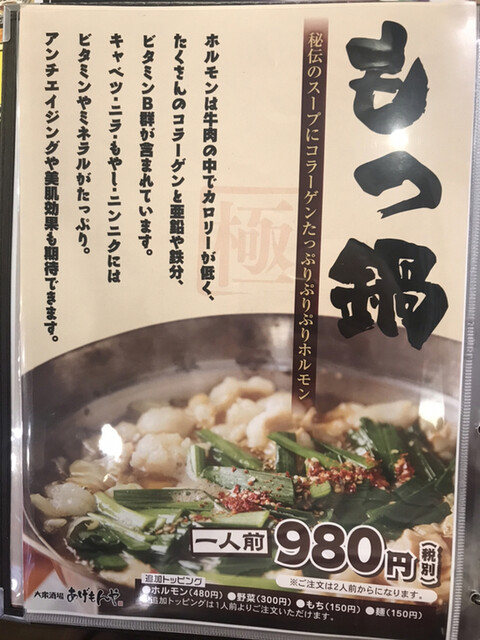 もつ鍋
秘伝のスープにコラーゲンたっぷりぷりぷりホルモン
ホルモンは牛肉の中でカロリーが低く、
たくさんのコラーゲンと亜鉛や鉄分、
ビタミンB群が含まれています。
キャベツ・ニラ・もやし・ニンニクには
ビタミンやミネラルがたっぷり。
アンチエイジングや美肌効果も期待できます。
極
一人前 980円(税別)
※ご注文は2人前からになります。
追加トッピング
●ホルモン(480円) ●野菜(300円) ●もち(150円) ●麺(150円)
追加トッピングは1人前よりご注文いただけます。
大衆酒場 あげもんや